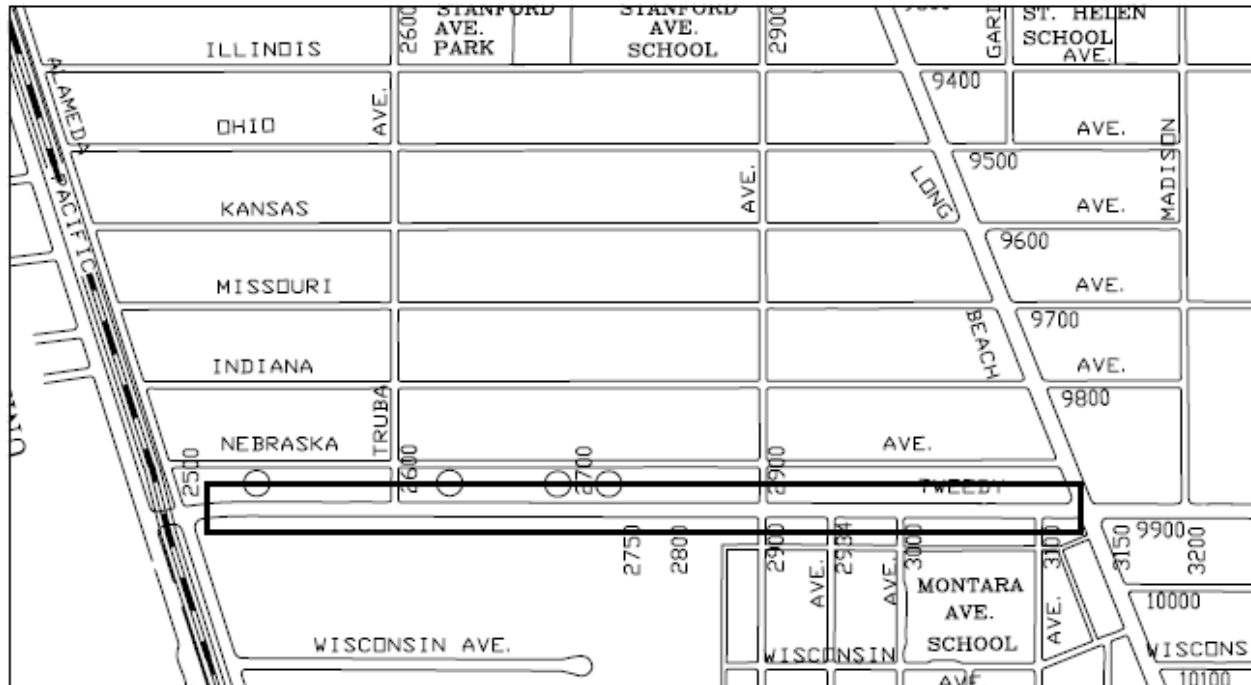 STANFORD
AVE.
PARK
STANFORD
AVE.
SCHOOL
2600
2900
GARD
ST. HELEN
SCHOOL
AVE.
ILLINOIS
9400
ALAMEDA
OHIO
AVE.
AVE.
9500
MADISON
LONG
AVE.
KANSAS
AVE.
PACIFIC
9600
MISSOURI
AVE.
BEACH
9700
INDIANA
AVE.
TRUBA
9800
NEBRASKA
AVE.
2500
2600
2700
2900
TWEEDY
2750
2800
2900
AVE.
2934
AVE.
3000
3100
3150
9900
3200
MONTARA
AVE.
SCHOOL
AVE.
10000
WISCONSIN AVE.
WISCONSIN
WISCONS
AVE
10100